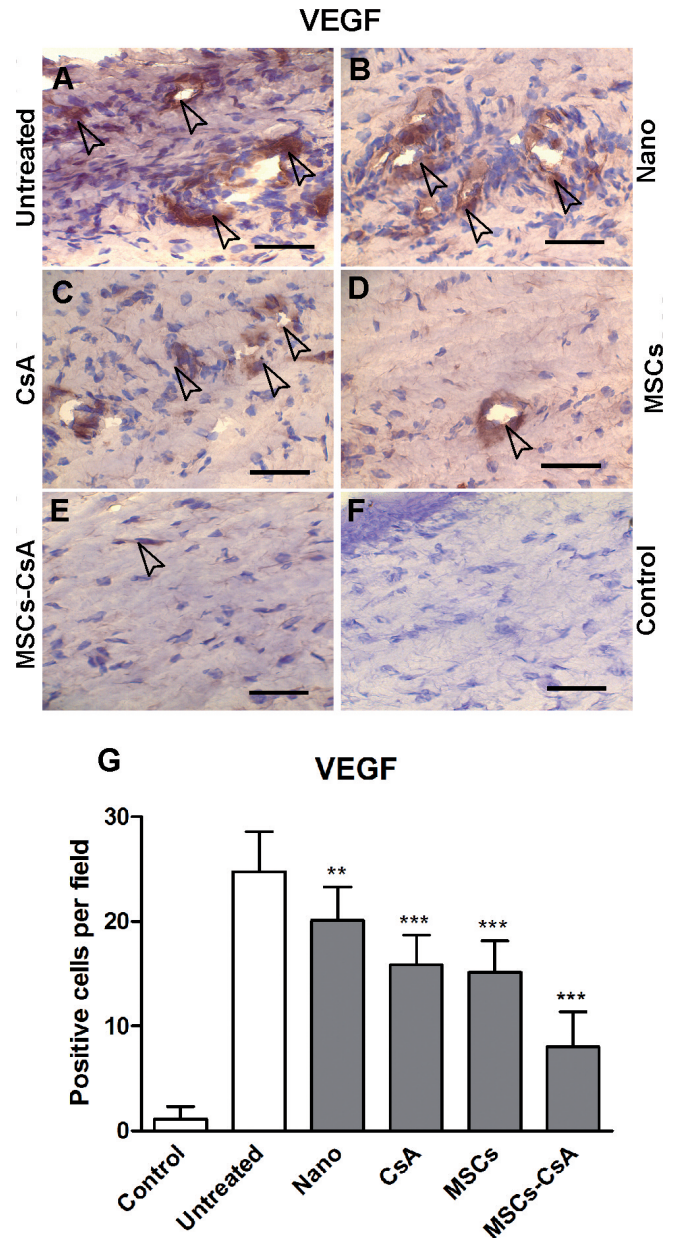 VEGF
A
B
Untreated
Nano
C
D
CsA
MSCs
E
F
MSCs-CsA
Control
G
VEGF
Positive cells per field
30
20
10
0
**
***
***
***
Control
Untreated
Nano
CsA
MSCs
MSCs-CsA